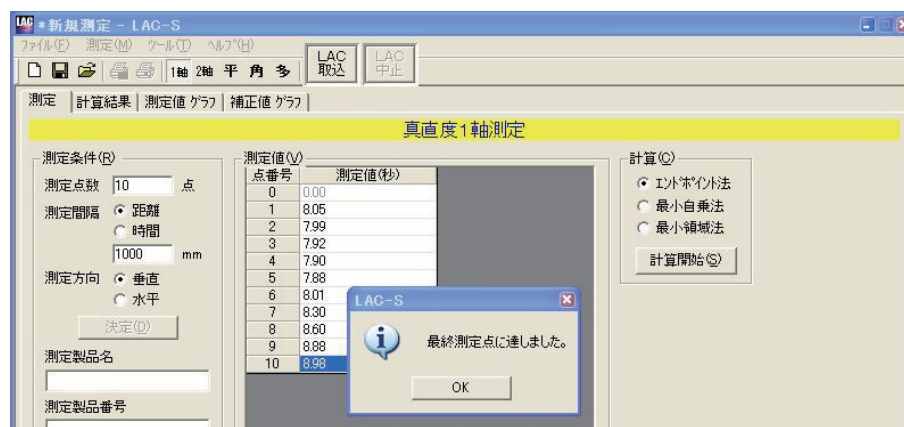 LAC *新規測定 - LAC-S
ファイル(F) 測定(M) ツール(T) ヘルプ(H)
1軸 2軸 平 角 多 LAC取込 LAC中止
測定 計算結果 測定値グラフ 補正値グラフ
真直度1軸測定
測定条件(R)
測定点数 10 点
測定間隔 距離
時間
1000 mm
測定方向 垂直
水平
決定(D)
測定製品名
測定製品番号
測定値(V)
点番号 測定値(秒)
0 0.00
1 8.05
2 7.99
3 7.92
4 7.90
5 7.88
6 8.01
7 8.30
8 8.60
9 8.88
10 8.98
LAC-S
最終測定点に達しました。
OK
計算(C)
エンドポイント法
最小自乗法
最小領域法
計算開始(S)